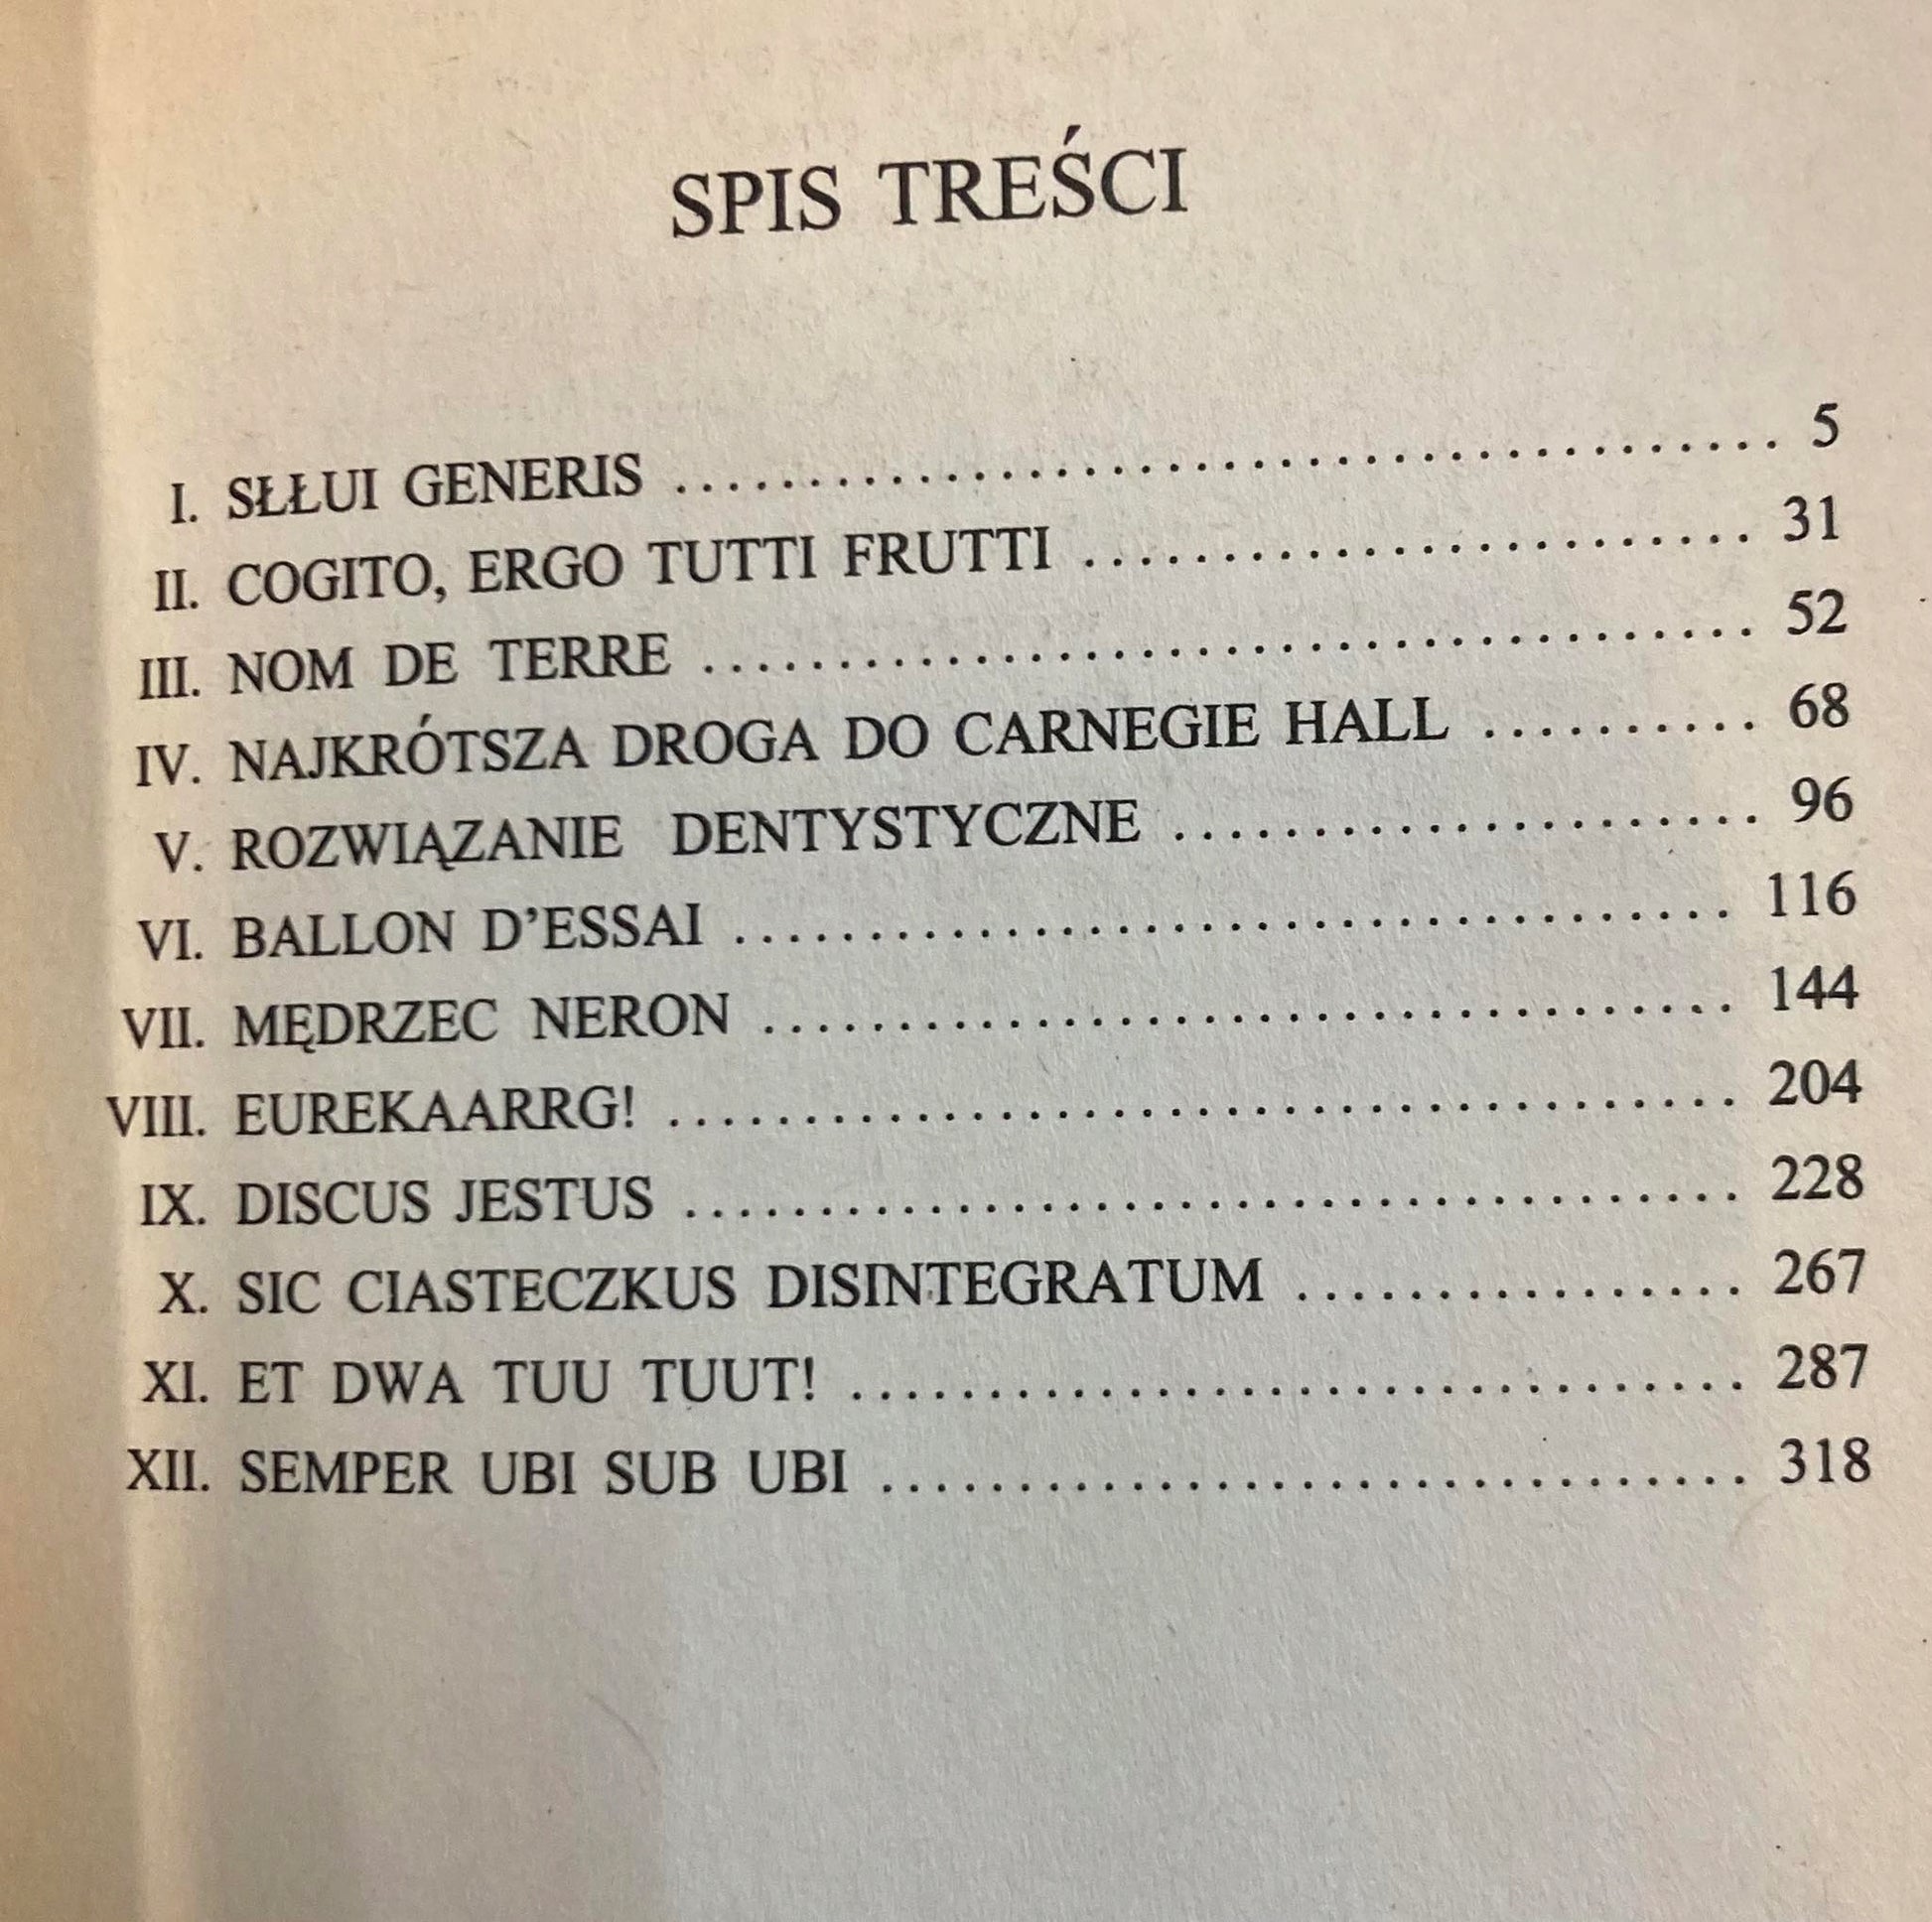 SPIS TREŚCI
I. SŁŁUI GENERIS ........................................ 5
II. COGITO, ERGO TUTTI FRUTTI ......................... 31
III. NOM DE TERRE ....................................... 52
IV. NAJKRÓTSZA DROGA DO CARNEGIE HALL .......... 68
V. ROZWIĄZANIE DENTYSTYCZNE ...................... 96
VI. BALLON D'ESSAI ..................................... 116
VII. MĘDRZEC NERON .................................... 144
VIII. EUREKAARRG! ....................................... 204
IX. DISCUS JESTUS ....................................... 228
X. SIC CIASTECZKUS DISINTEGRATUM ................. 267
XI. ET DWA TUU TUUT! ................................. 287
XII. SEMPER UBI SUB UBI ................................ 318